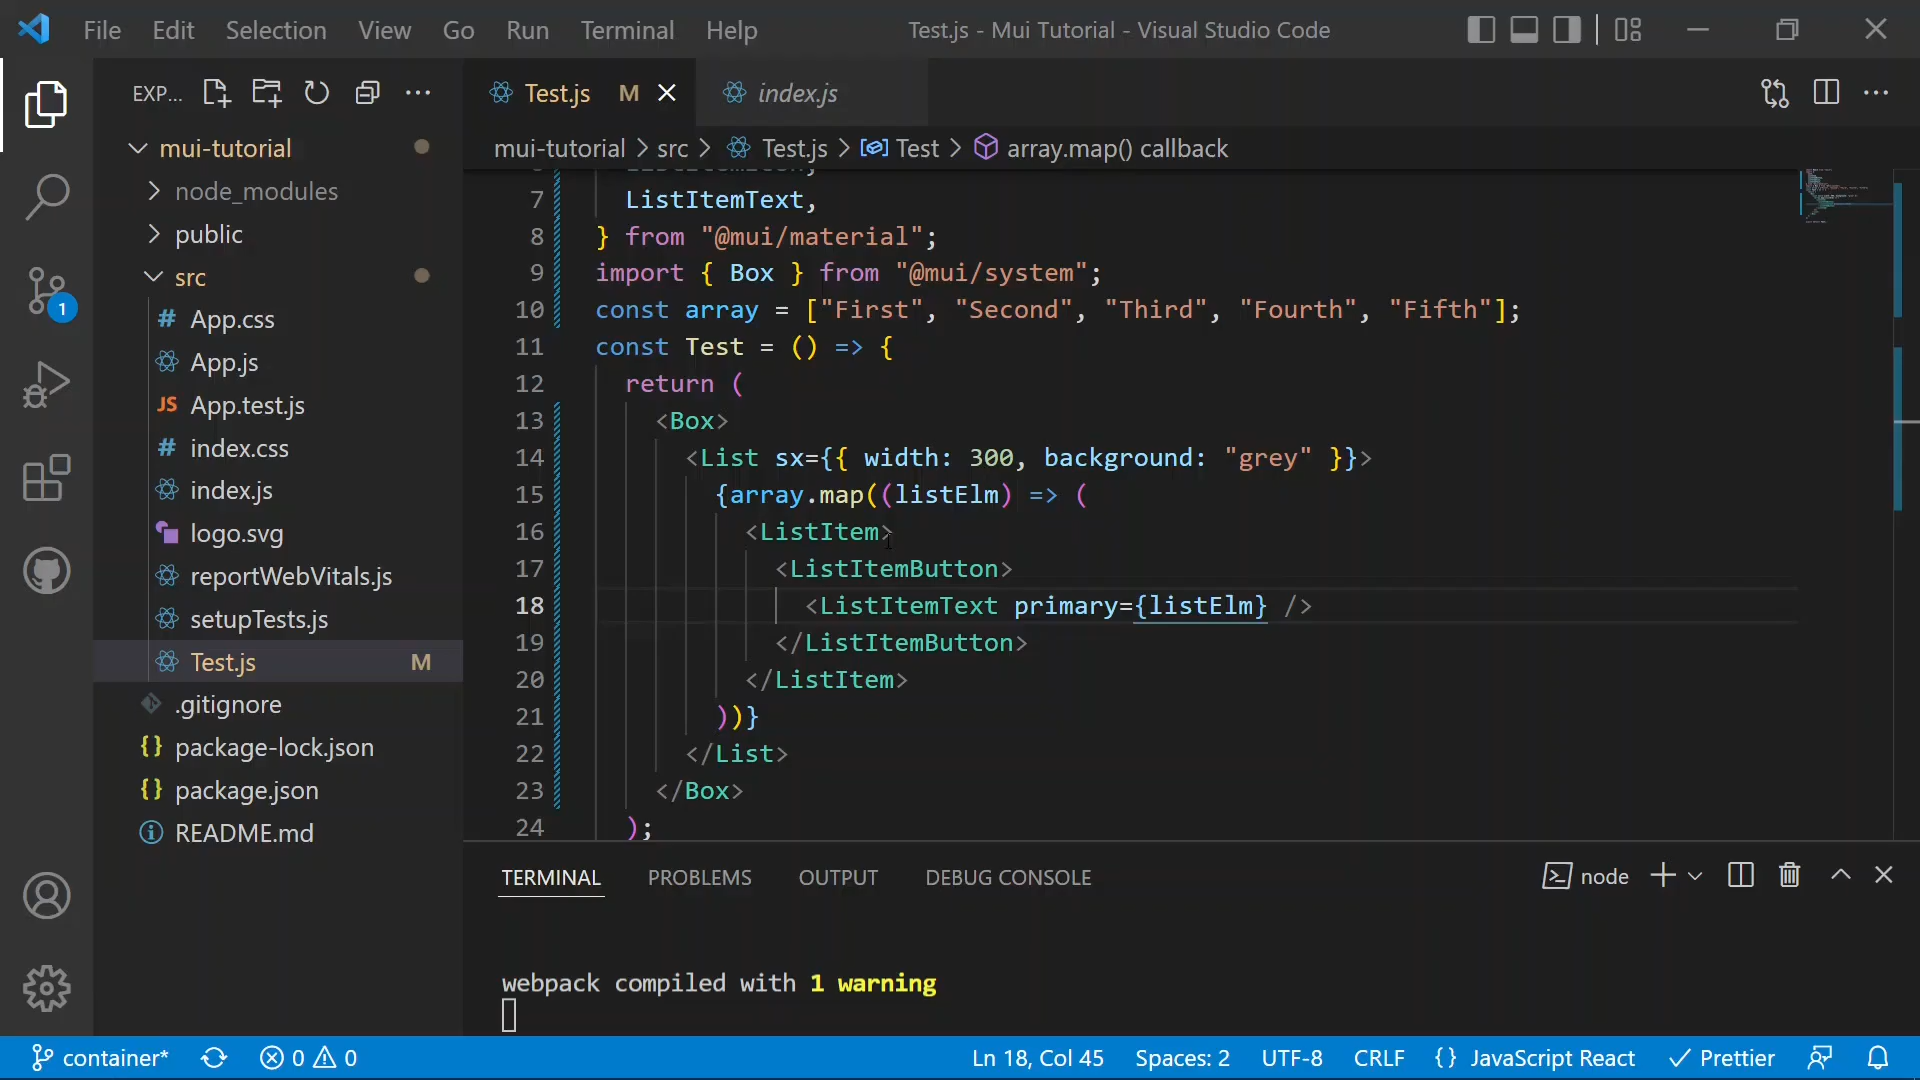 File Edit Selection View Go Run Terminal Help
Test.js - Mui Tutorial - Visual Studio Code
EXP...
mui-tutorial
node_modules
public
src
# App.css
App.js
JS App.test.js
# index.css
index.js
logo.svg
reportWebVitals.js
setupTests.js
Test.js M
.gitignore
{} package-lock.json
{} package.json
README.md
1
Test.js M
index.js
mui-tutorial > src > Test.js > Test > array.map() callback
7 ListItemText,
8 } from "@mui/material";
9 import { Box } from "@mui/system";
10 const array = ["First", "Second", "Third", "Fourth", "Fifth"];
11 const Test = () => {
12 return (
13 <Box>
14 <List sx={{ width: 300, background: "grey" }}>
15 {array.map((listElm) => (
16 <ListItem>
17 <ListItemButton>
18 <ListItemText primary={listElm} />
19 </ListItemButton>
20 </ListItem>
21 ))}
22 </List>
23 </Box>
24 );
TERMINAL PROBLEMS OUTPUT DEBUG CONSOLE
node
webpack compiled with 1 warning
container* 0 0
Ln 18, Col 45 Spaces: 2 UTF-8 CRLF {} JavaScript React Prettier